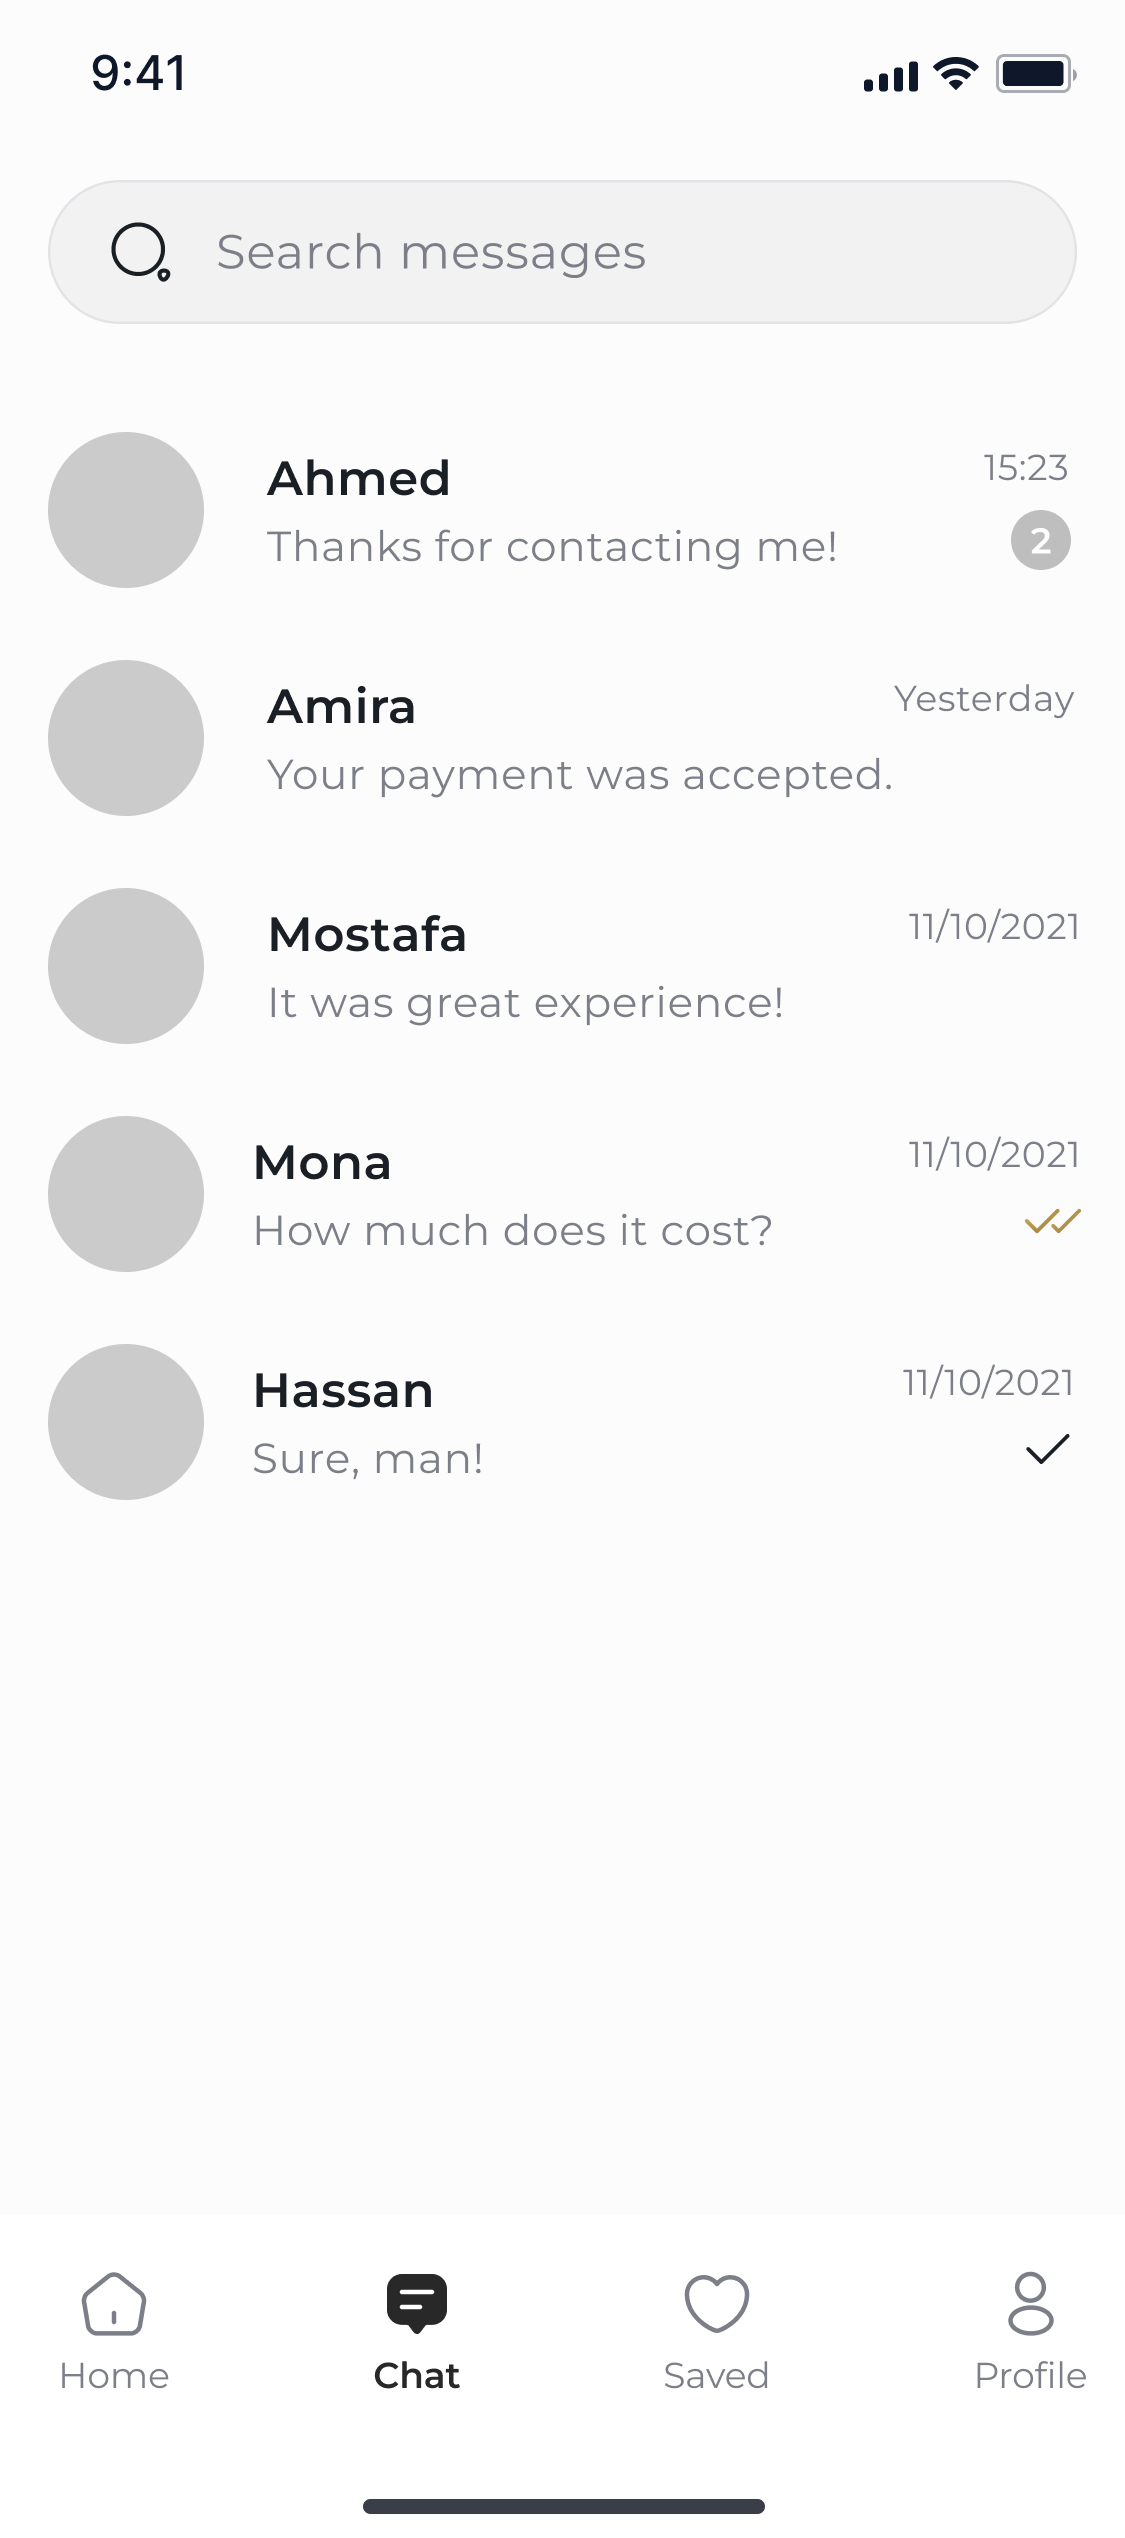 9:41
Search messages
Ahmed
15:23
Thanks for contacting me!
2
Amira
Yesterday
Your payment was accepted.
Mostafa
11/10/2021
It was great experience!
Mona
11/10/2021
How much does it cost?
Hassan
11/10/2021
Sure, man!
Home
Chat
Saved
Profile